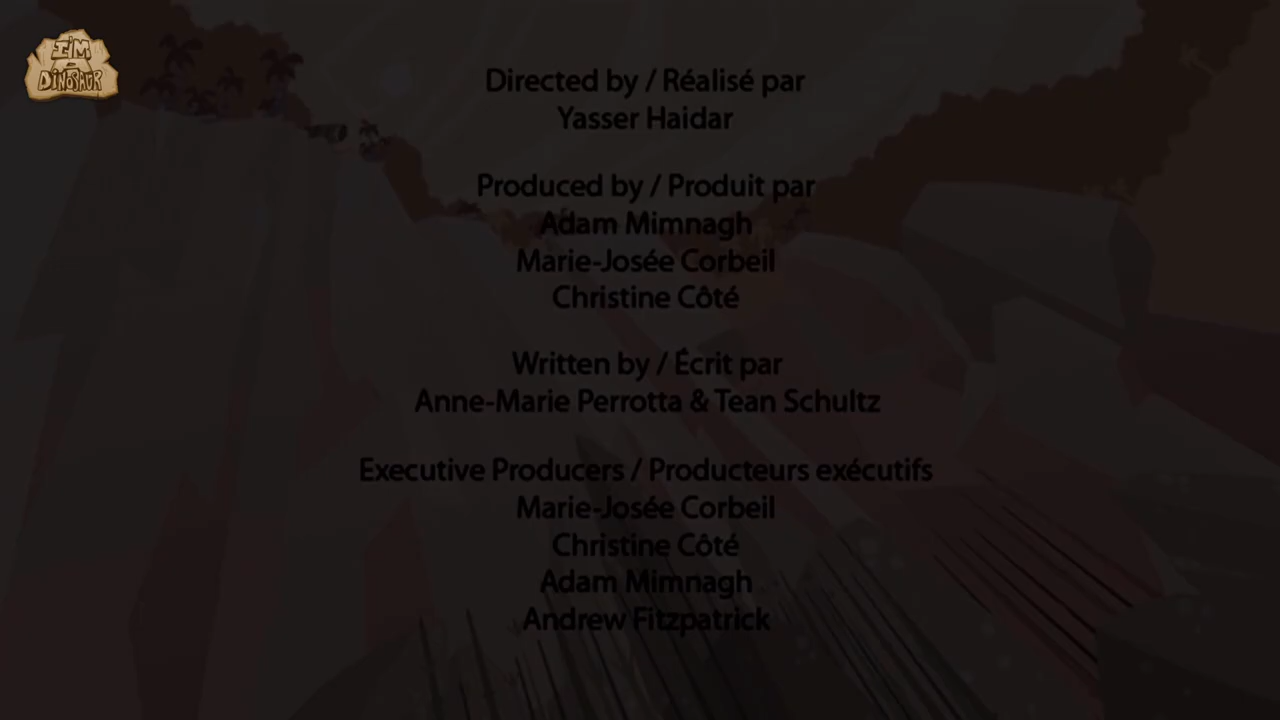 I'M
A
DINOSAUR
Directed by / Réalisé par
Yasser Haidar
Produced by / Produit par
Adam Mimnagh
Marie-Josée Corbeil
Christine Côté
Written by / Écrit par
Anne-Marie Perrotta & Tean Schultz
Executive Producers / Producteurs exécutifs
Marie-Josée Corbeil
Christine Côté
Adam Mimnagh
Andrew Fitzpatrick